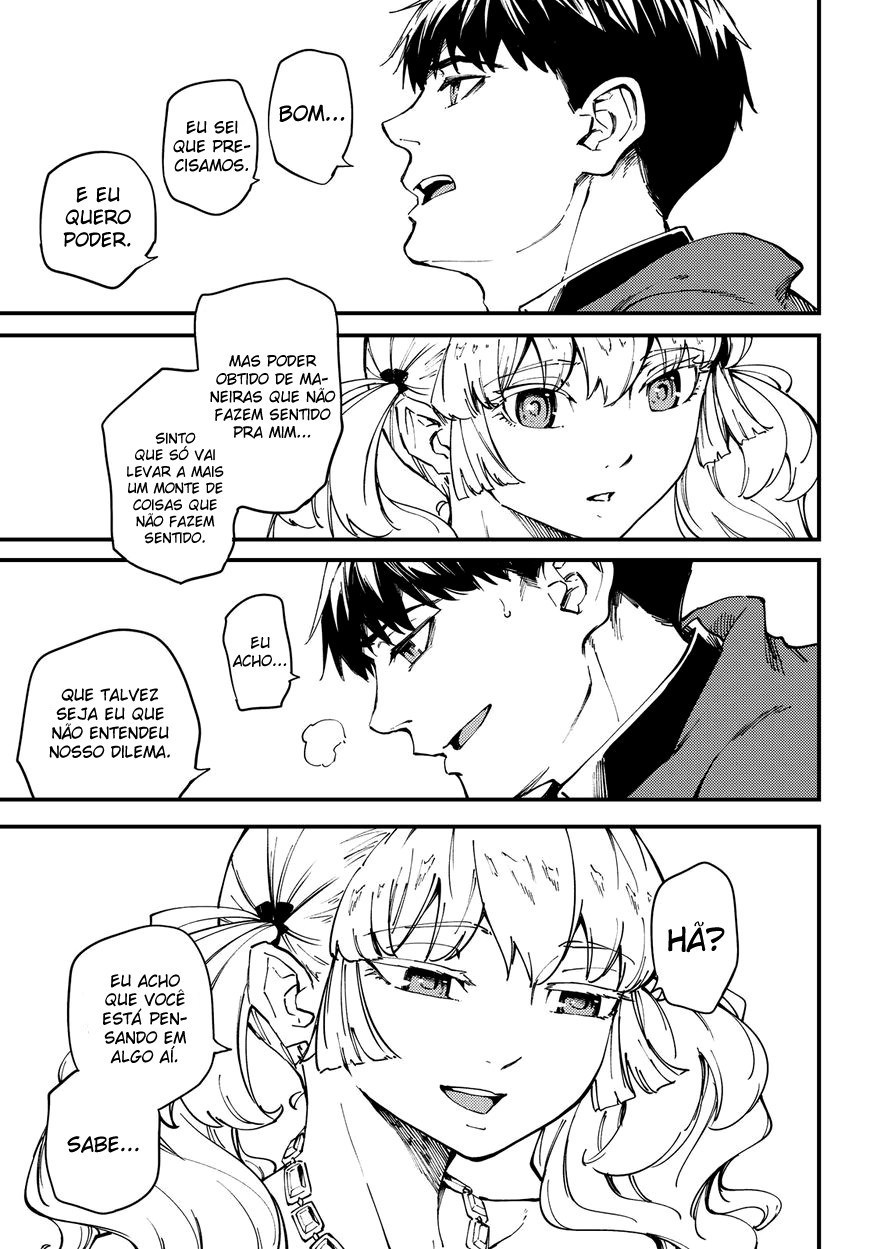 BOM...
EU SEI
QUE PRE-
CISAMOS.
E EU
QUERO
PODER.
MAS PODER
OBTIDO DE MA-
NEIRAS QUE NÃO
FAZEM SENTIDO
PRA MIM...
SINTO
QUE SÓ VAI
LEVAR A MAIS
UM MONTE DE
COISAS QUE
NÃO FAZEM
SENTIDO.
EU
ACHO...
QUE TALVEZ
SEJA EU QUE
NÃO ENTENDEU
NOSSO DILEMA.
HÃ?
EU ACHO
QUE VOCÊ
ESTÁ PEN-
SANDO EM
ALGO AÍ.
SABE...